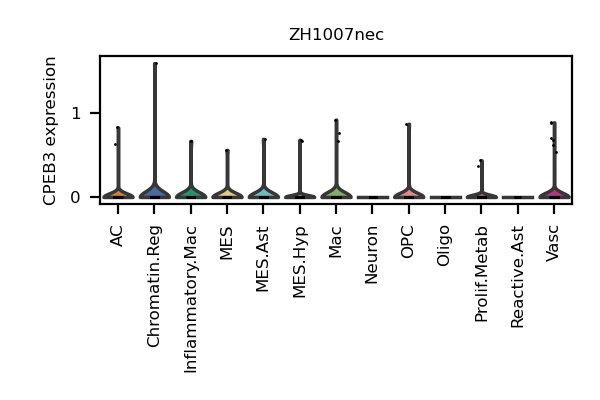 ZH1007nec
CPEB3 expression
1
0
AC
Chromatin.Reg
Inflammatory.Mac
MES
MES.Ast
MES.Hyp
Mac
Neuron
OPC
Oligo
Prolif.Metab
Reactive.Ast
Vasc